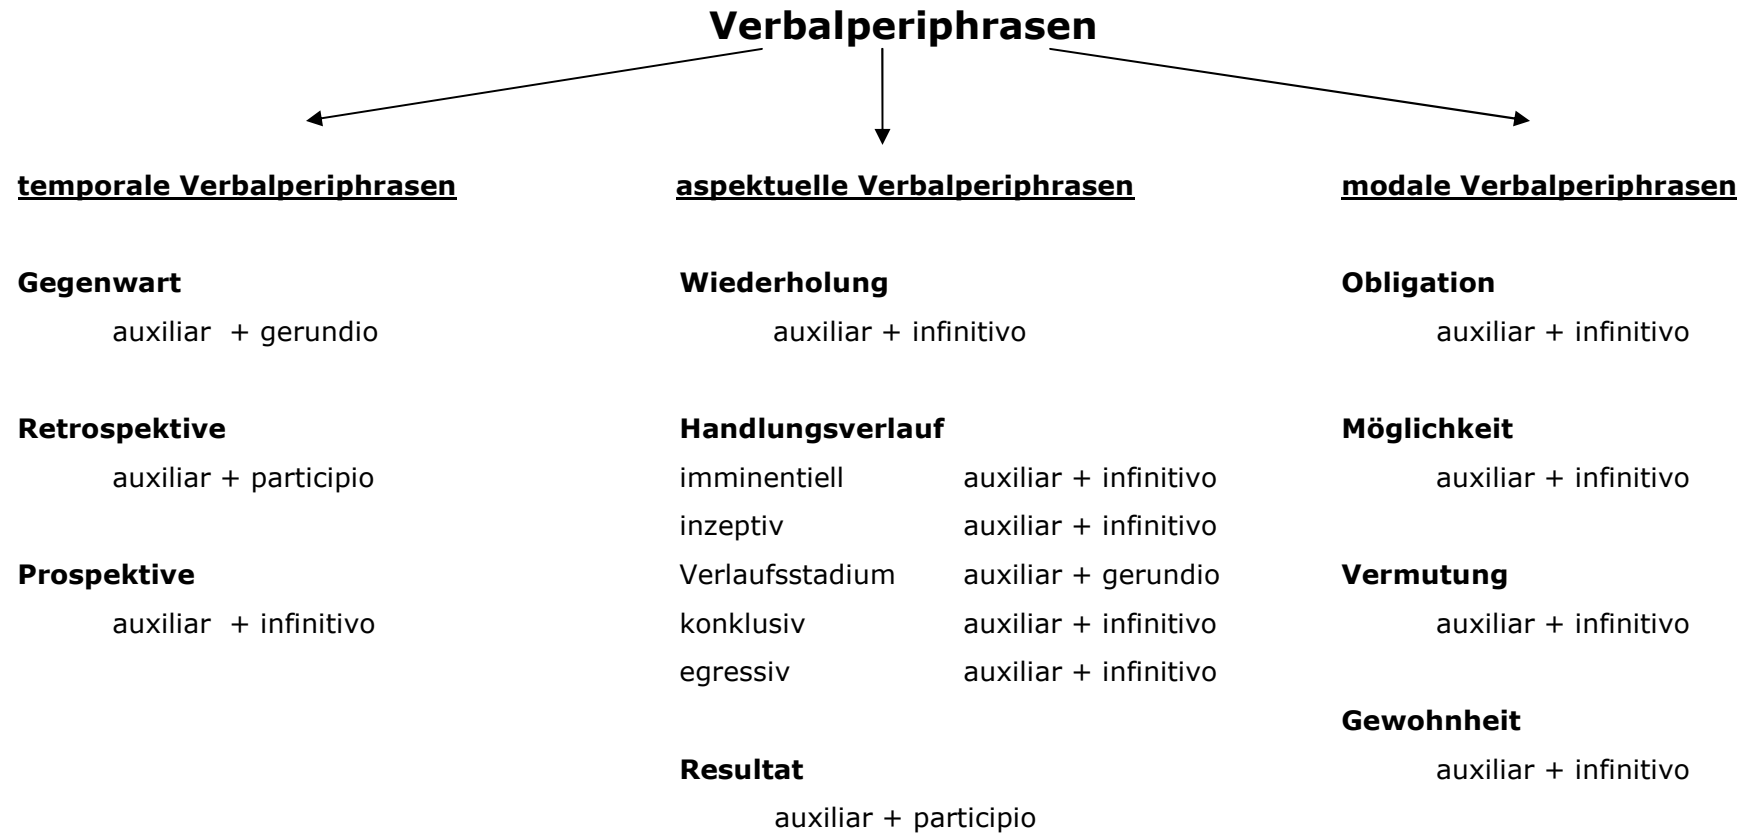 Verbalperiphrasen
temporale Verbalperiphrasen
Gegenwart
auxiliar + gerundio
Retrospektive
auxiliar + participio
Prospektive
auxiliar + infinitivo
aspektuelle Verbalperiphrasen
Wiederholung
auxiliar + infinitivo
Handlungsverlauf
imminentiell auxiliar + infinitivo
inzeptiv auxiliar + infinitivo
Verlaufsstadium auxiliar + gerundio
konklusiv auxiliar + infinitivo
egressiv auxiliar + infinitivo
Resultat
auxiliar + participio
modale Verbalperiphrasen
Obligation
auxiliar + infinitivo
Möglichkeit
auxiliar + infinitivo
Vermutung
auxiliar + infinitivo
Gewohnheit
auxiliar + infinitivo